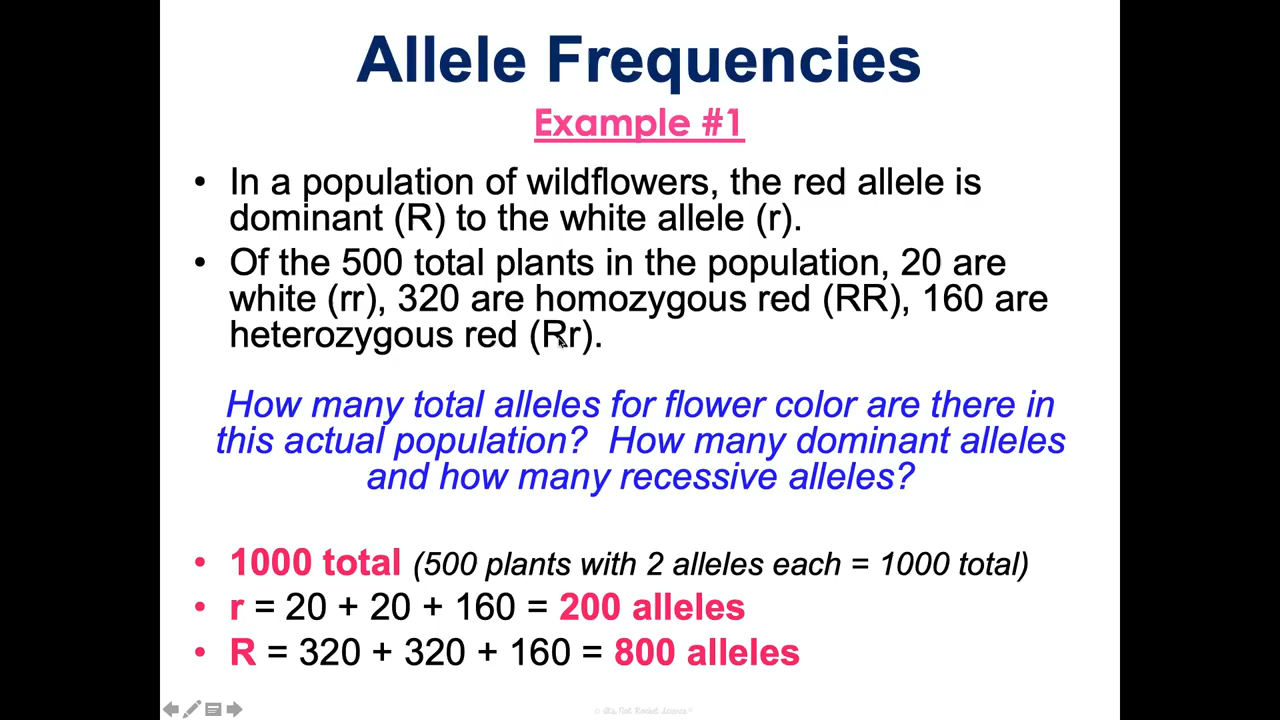 Allele Frequencies
Example #1
• In a population of wildflowers, the red allele is
dominant (R) to the white allele (r).
• Of the 500 total plants in the population, 20 are
white (rr), 320 are homozygous red (RR), 160 are
heterozygous red (Rr).
How many total alleles for flower color are there in
this actual population?  How many dominant alleles
and how many recessive alleles?
• 1000 total (500 plants with 2 alleles each = 1000 total)
• r = 20 + 20 + 160 = 200 alleles
• R = 320 + 320 + 160 = 800 alleles
© It's Not Rocket Science®